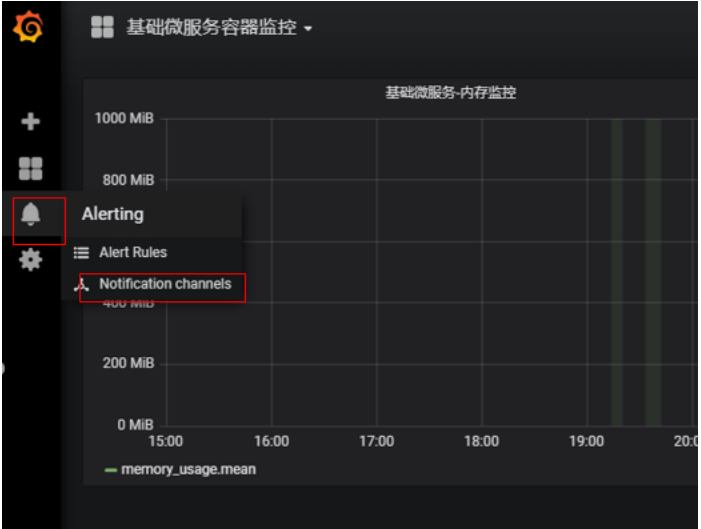 基础微服务容器监控
基础微服务-内存监控
1000 MiB
800 MiB
Alerting
Alert Rules
Notification channels
400 MiB
200 MiB
0 MiB
15:00 16:00 17:00 18:00 19:00
memory_usage.mean